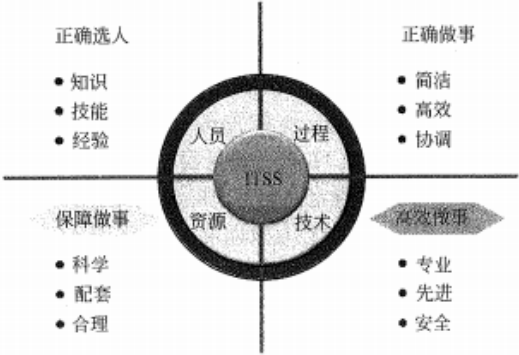 正确选人
知识
技能
经验
正确做事
简洁
高效
协调
人员
过程
ITSS
资源
技术
保障做事
科学
配套
合理
高效做事
专业
先进
安全